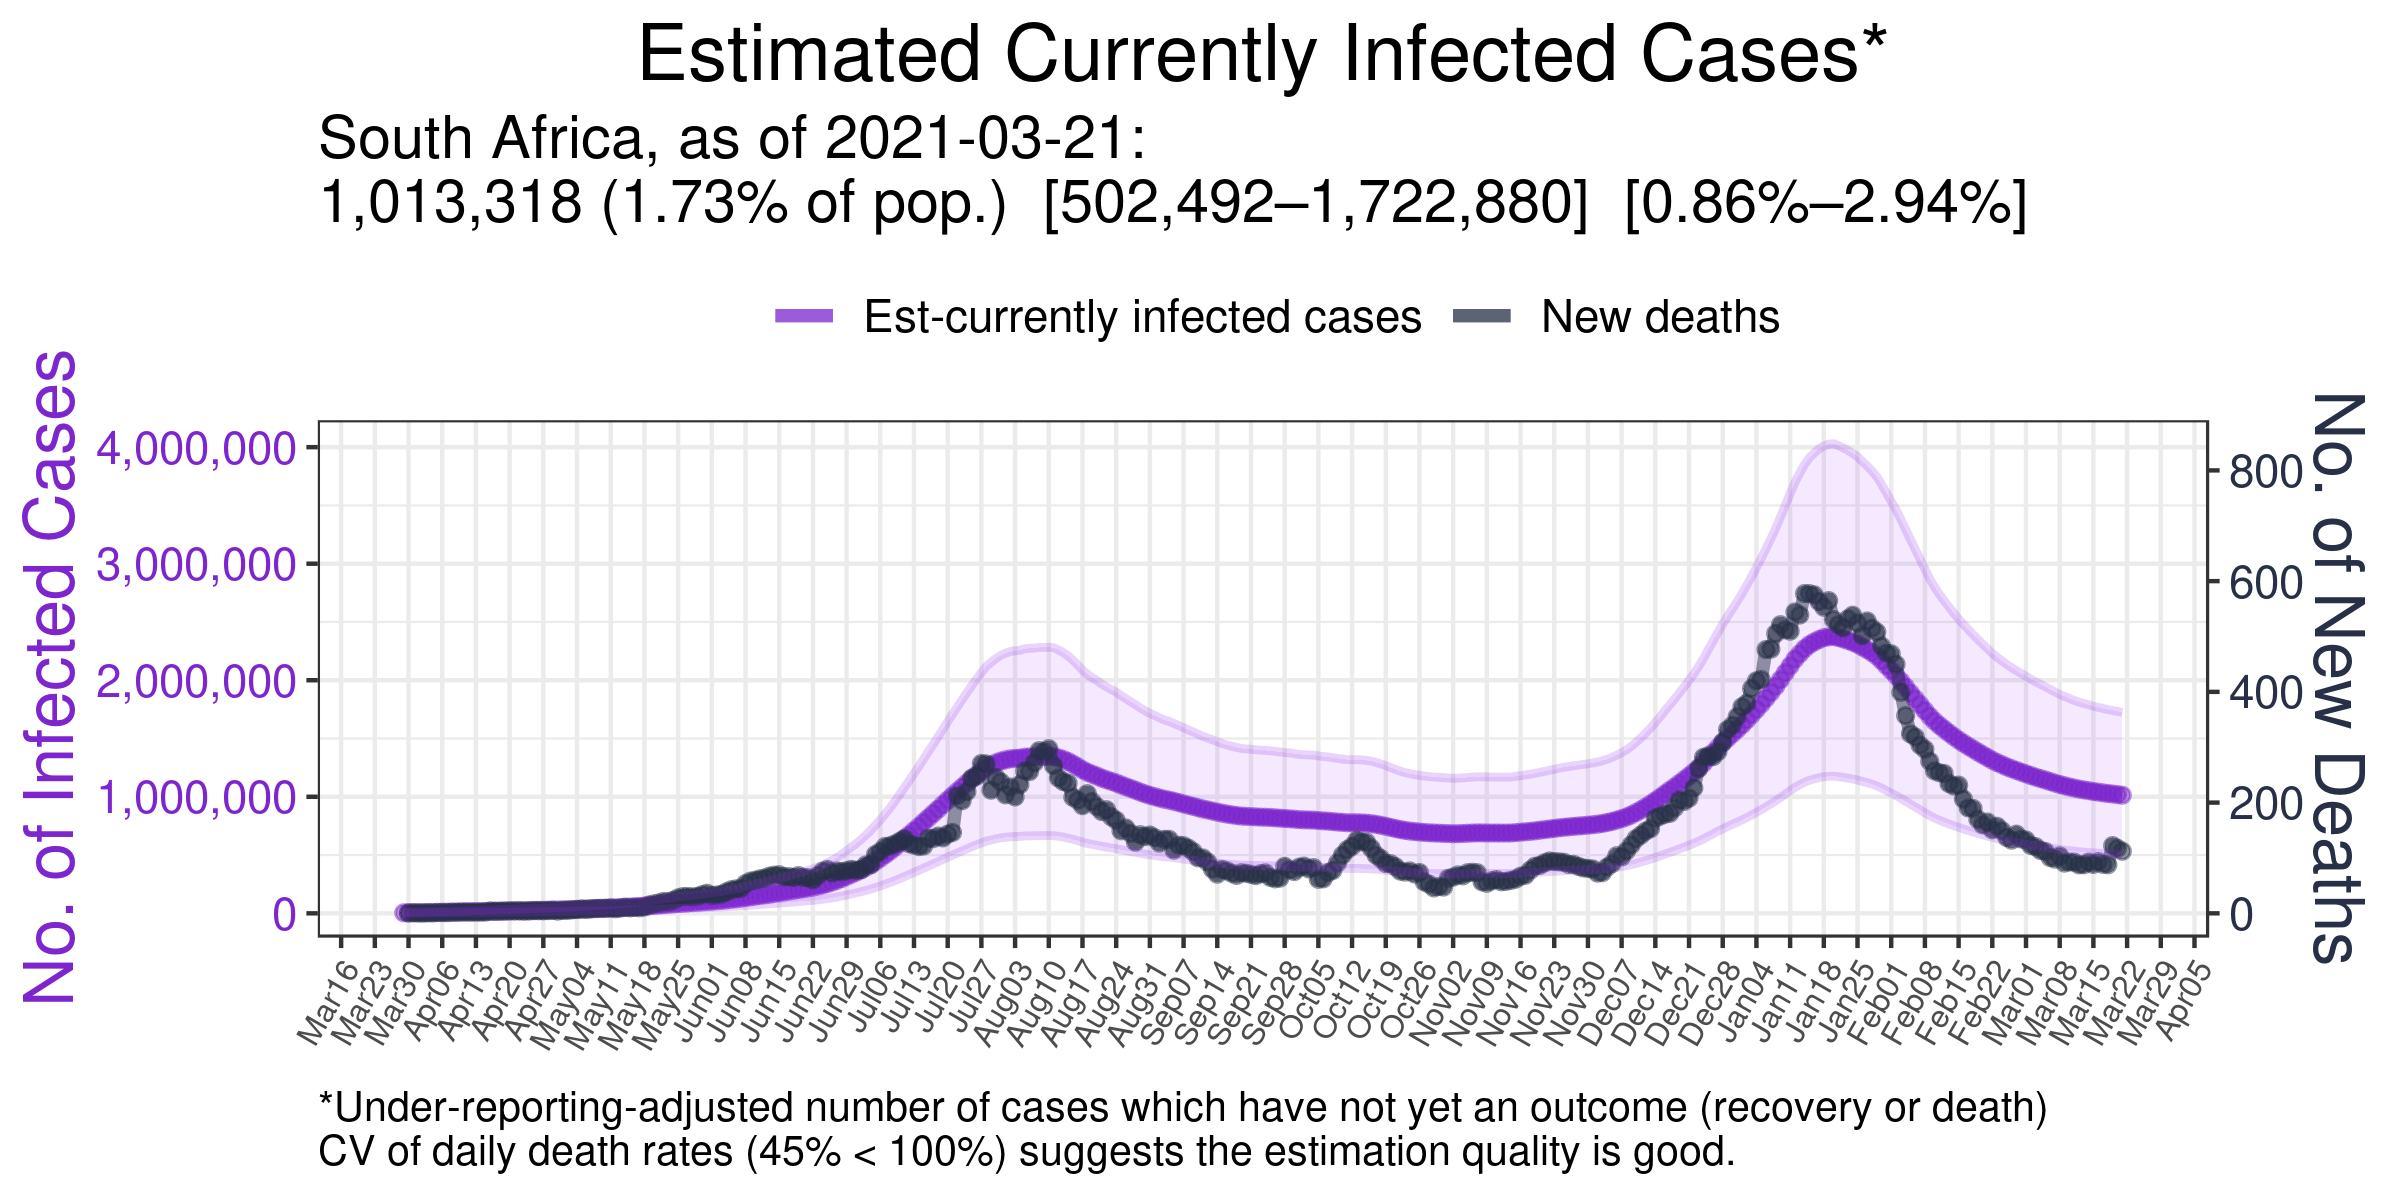 Estimated Currently Infected Cases*
South Africa, as of 2021-03-21:
1,013,318 (1.73% of pop.) [502,492–1,722,880] [0.86%–2.94%]
Est-currently infected cases
New deaths
No. of Infected Cases
4,000,000
3,000,000
2,000,000
1,000,000
0
No. of New Deaths
800
600
400
200
0
Mar16
Mar23
Mar30
Apr06
Apr13
Apr20
Apr27
May04
May11
May18
May25
Jun01
Jun08
Jun15
Jun22
Jun29
Jul06
Jul13
Jul20
Jul27
Aug03
Aug10
Aug17
Aug24
Aug31
Sep07
Sep14
Sep21
Sep28
Oct05
Oct12
Oct19
Oct26
Nov02
Nov09
Nov16
Nov23
Nov30
Dec07
Dec14
Dec21
Dec28
Jan04
Jan11
Jan18
Jan25
Feb01
Feb08
Feb15
Feb22
Mar01
Mar08
Mar15
Mar22
Mar29
Apr05
*Under-reporting-adjusted number of cases which have not yet an outcome (recovery or death)
CV of daily death rates (45% < 100%) suggests the estimation quality is good.